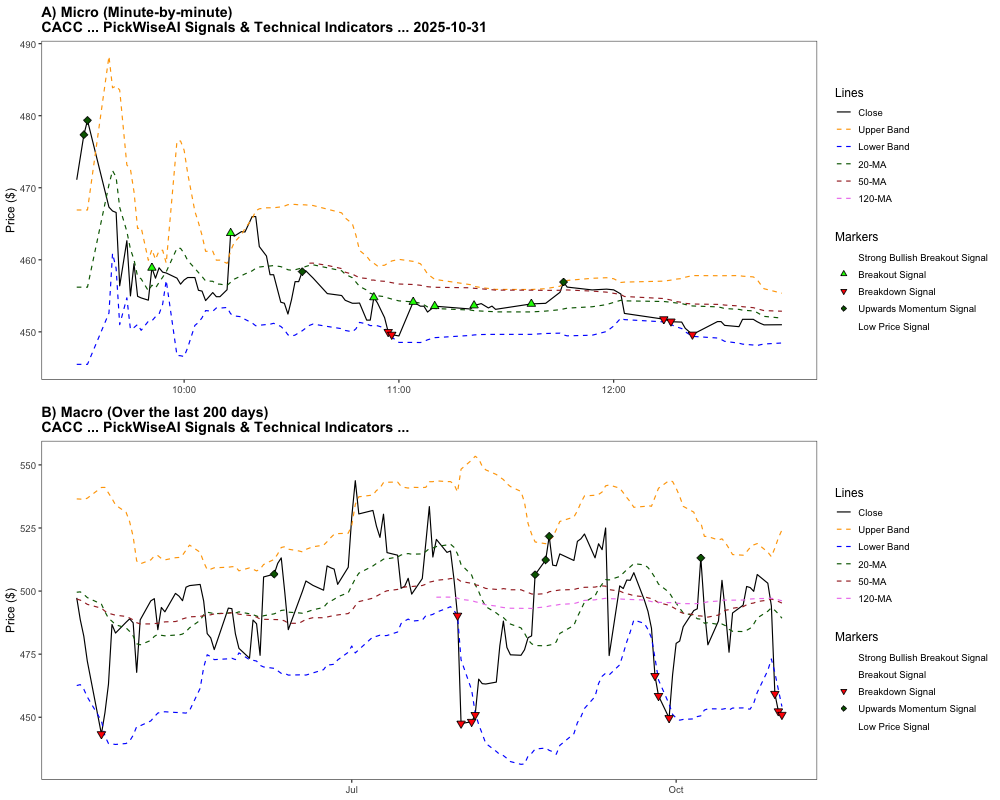 A) Micro (Minute-by-minute)
CACC ... PickWiseAI Signals & Technical Indicators ... 2025-10-31
Price ($)
490
480
470
460
450
10:00
11:00
12:00
Lines
Close
Upper Band
Lower Band
20-MA
50-MA
120-MA
Markers
Strong Bullish Breakout Signal
Breakout Signal
Breakdown Signal
Upwards Momentum Signal
Low Price Signal
B) Macro (Over the last 200 days)
CACC ... PickWiseAI Signals & Technical Indicators ...
Price ($)
550
525
500
475
450
Jul
Oct
Lines
Close
Upper Band
Lower Band
20-MA
50-MA
120-MA
Markers
Strong Bullish Breakout Signal
Breakout Signal
Breakdown Signal
Upwards Momentum Signal
Low Price Signal